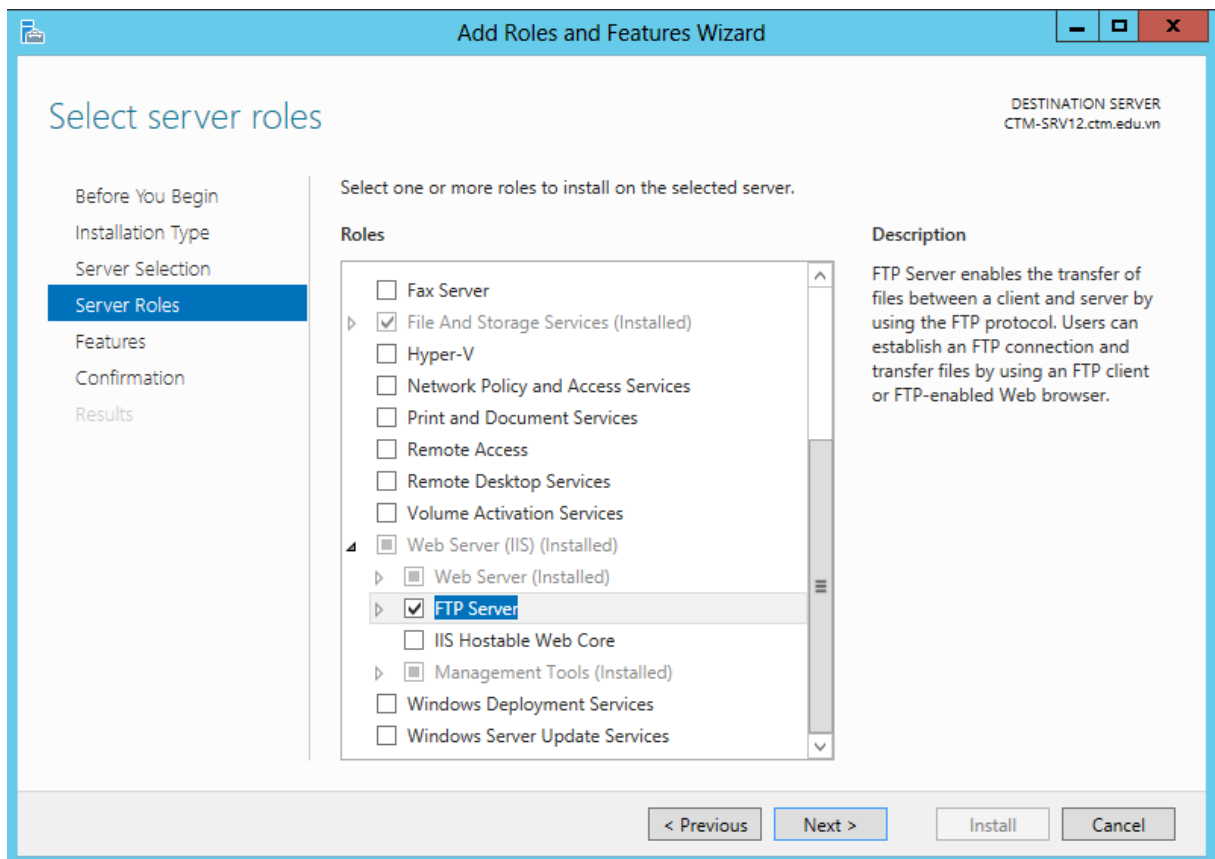 Add Roles and Features Wizard
Select server roles
DESTINATION SERVER
CTM-SRV12.ctm.edu.vn
Before You Begin
Installation Type
Server Selection
Server Roles
Features
Confirmation
Results
Select one or more roles to install on the selected server.
Roles
Fax Server
File And Storage Services (Installed)
Hyper-V
Network Policy and Access Services
Print and Document Services
Remote Access
Remote Desktop Services
Volume Activation Services
Web Server (IIS) (Installed)
Web Server (Installed)
FTP Server
IIS Hostable Web Core
Management Tools (Installed)
Windows Deployment Services
Windows Server Update Services
Description
FTP Server enables the transfer of
files between a client and server by
using the FTP protocol. Users can
establish an FTP connection and
transfer files by using an FTP client
or FTP-enabled Web browser.
< Previous
Next >
Install
Cancel